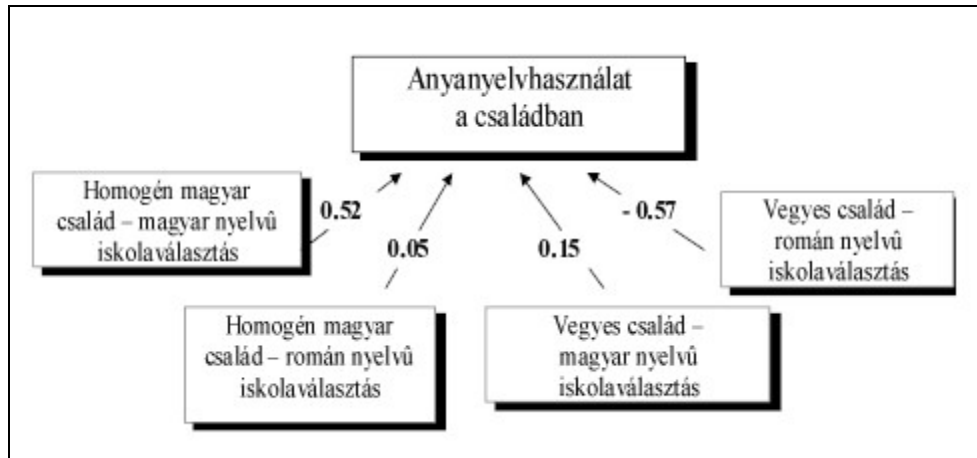 Anyanyelvhasználat
a családban
Homogén magyar
család – magyar nyelvû
iskolaválasztás
0.52
0.05
0.15
- 0.57
Vegyes család –
román nyelvû
iskolaválasztás
Homogén magyar
család – román nyelvû
iskolaválasztás
Vegyes család –
magyar nyelvû
iskolaválasztás